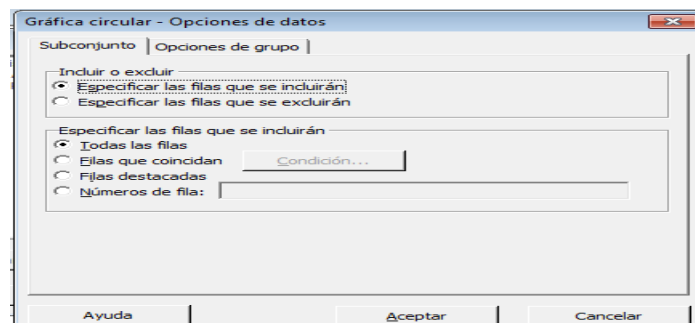 Gráfica circular - Opciones de datos
Subconjunto Opciones de grupo
Incluir o excluir
Especificar las filas que se incluirán
Especificar las filas que se excluirán
Especificar las filas que se incluirán
Todas las filas
Filas que coincidan Condición...
Filas destacadas
Números de fila:
Ayuda Aceptar Cancelar